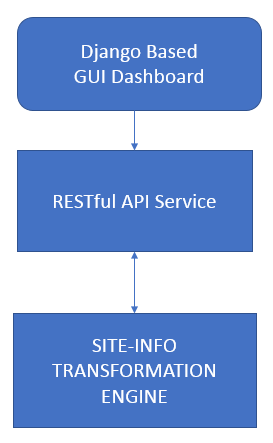 Django Based
GUI Dashboard
RESTful API Service
SITE-INFO
TRANSFORMATION
ENGINE